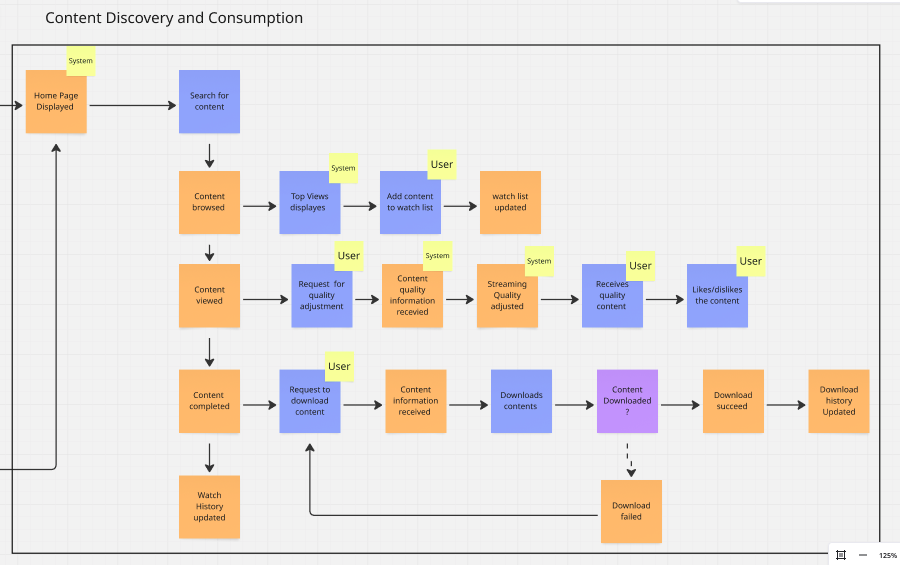 Content Discovery and Consumption
System
Home Page
Displayed
Search for
content
Content
browsed
System
Top Views
displayes
User
Add content
to watch list
watch list
updated
Content
viewed
User
Request for
quality
adjustment
System
Content
quality
information
recevied
System
Streaming
Quality
adjusted
User
Receives
quality
content
User
Likes/dislikes
the content
Content
completed
User
Request to
download
content
Content
information
received
Downloads
contents
Content
Downloaded
?
Download
succeed
Download
history
Updated
Watch
History
updated
Download
failed
125%